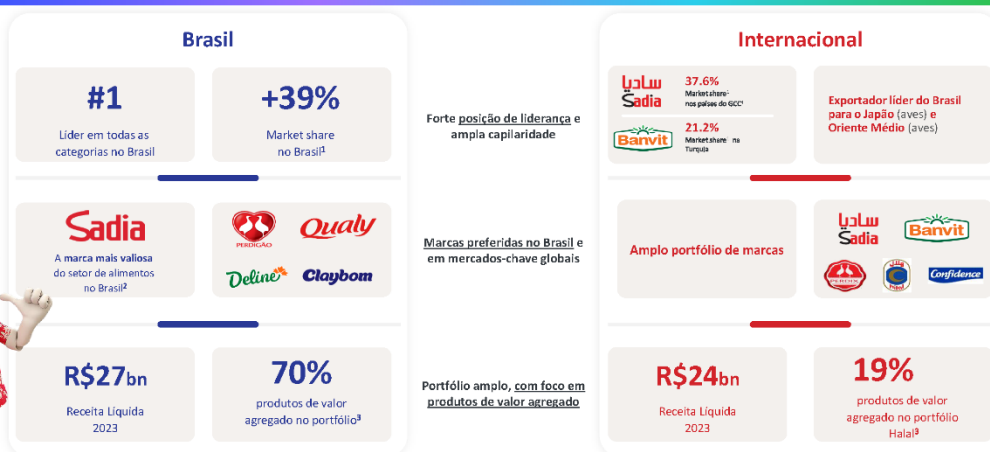 Brasil
#1
Líder em todas as
categorias no Brasil
+39%
Market share
no Brasil¹
Sadia
A marca mais valiosa
do setor de alimentos
no Brasil²
PERDIGÃO
Qualy
Deline
Claybom
R$27bn
Receita Líquida
2023
70%
produtos de valor
agregado no portfólio³
Forte posição de liderança e
ampla capilaridade
Marcas preferidas no Brasil e
em mercados-chave globais
Portfólio amplo, com foco em
produtos de valor agregado
Internacional
ساديا
Sadia
37.6%
Market share¹
nos países do GCC¹
Banvit
21.2%
Market share na
Turquia
Exportador líder do Brasil
para o Japão (aves) e
Oriente Médio (aves)
Amplo portfólio de marcas
ساديا
Sadia
Banvit
PERDIX
Confidence
R$24bn
Receita Líquida
2023
19%
produtos de valor
agregado no portfólio
Halal³